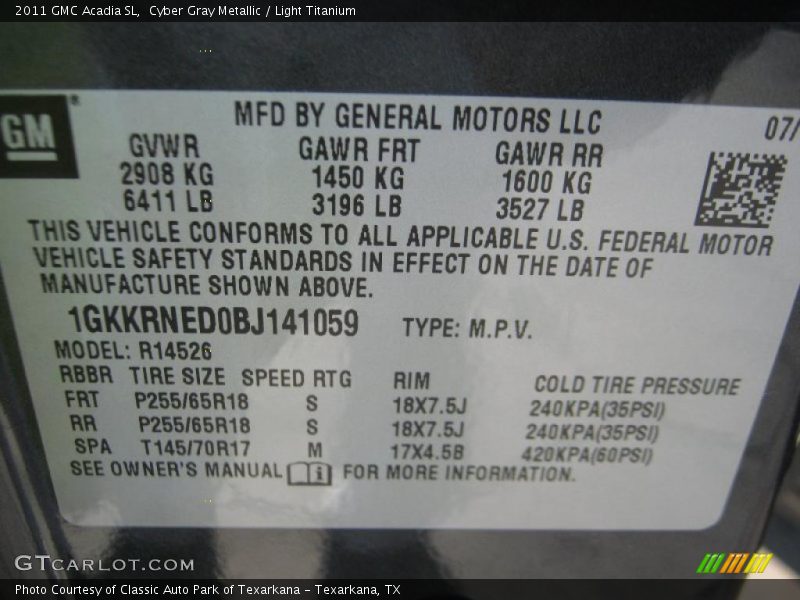 2011 GMC Acadia SL, Cyber Gray Metallic / Light Titanium
GM®
MFD BY GENERAL MOTORS LLC 07/
GVWR GAWR FRT GAWR RR
2908 KG 1450 KG 1600 KG
6411 LB 3196 LB 3527 LB
THIS VEHICLE CONFORMS TO ALL APPLICABLE U.S. FEDERAL MOTOR
VEHICLE SAFETY STANDARDS IN EFFECT ON THE DATE OF
MANUFACTURE SHOWN ABOVE.
1GKKRNED0BJ141059 TYPE: M.P.V.
MODEL: R14526
RBBR TIRE SIZE SPEED RTG RIM COLD TIRE PRESSURE
FRT P255/65R18 S 18X7.5J 240KPA(35PSI)
RR P255/65R18 S 18X7.5J 240KPA(35PSI)
SPA T145/70R17 M 17X4.5B 420KPA(60PSI)
SEE OWNER'S MANUAL i FOR MORE INFORMATION.
GTCARLOT.COM
Photo Courtesy of Classic Auto Park of Texarkana – Texarkana, TX